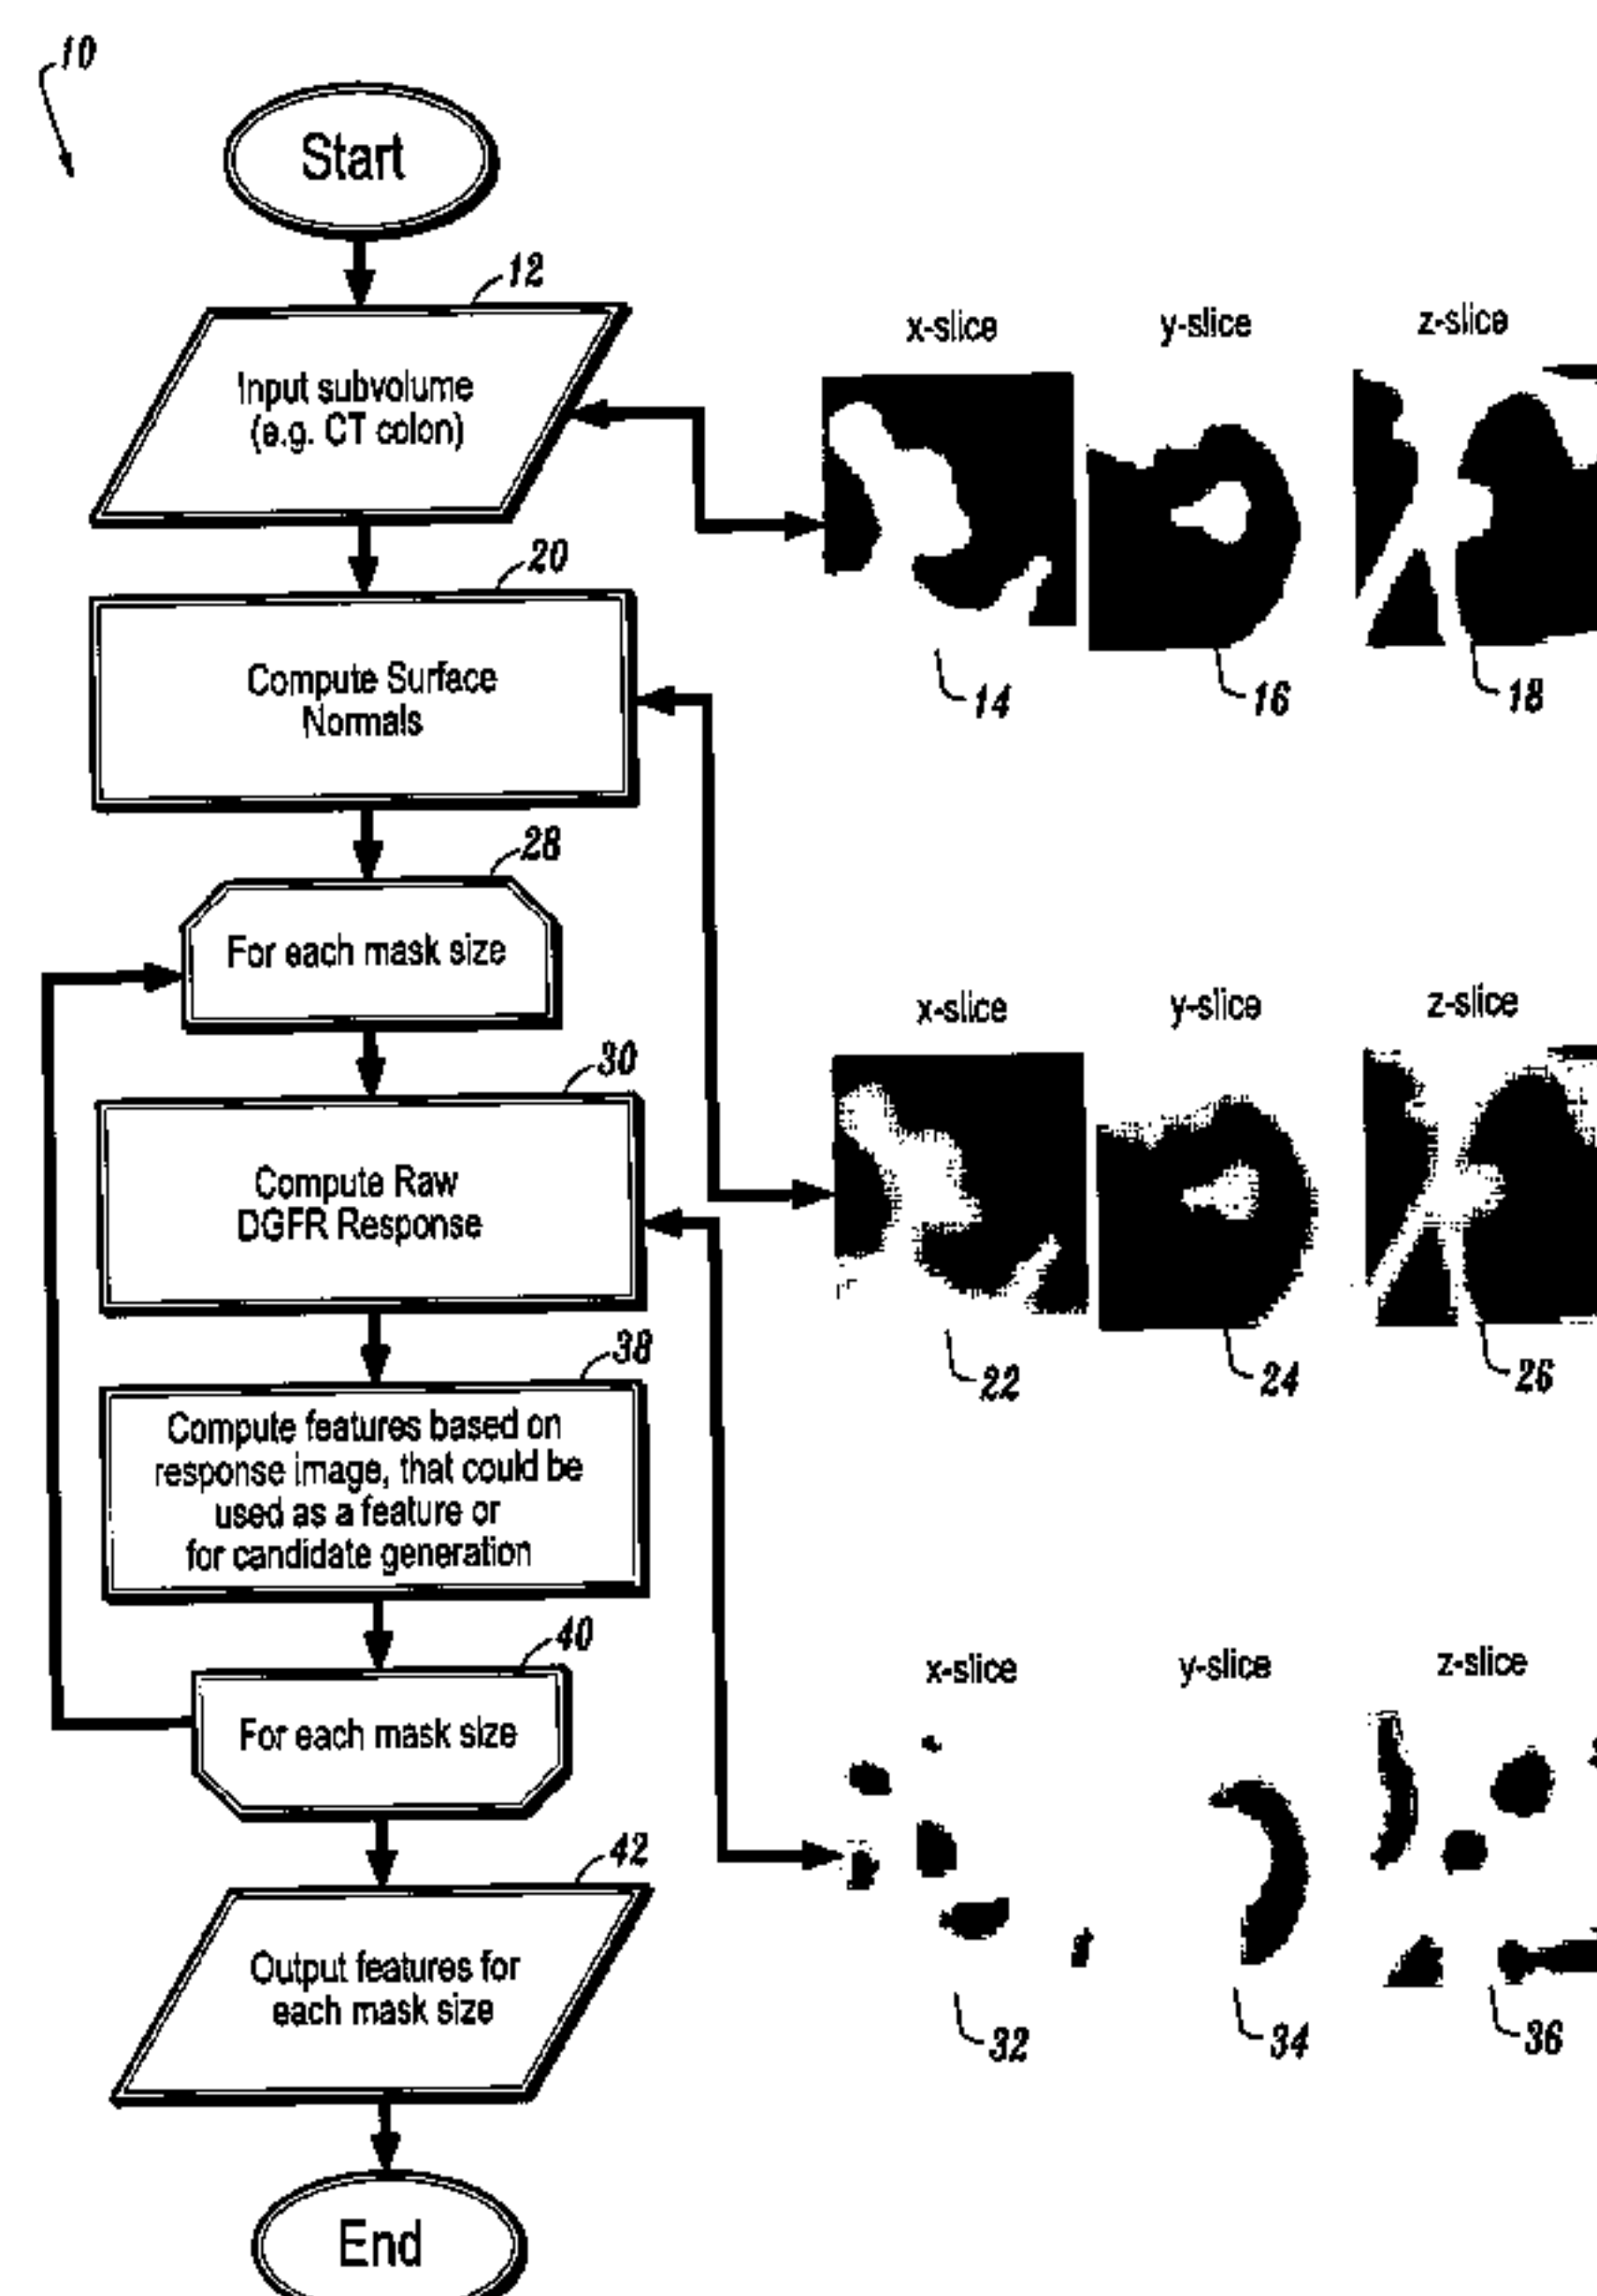 10
Start
12
Input subvolume
(e.g. CT colon)
x-slice
y-slice
z-slice
14
16
18
20
Compute Surface
Normals
28
For each mask size
x-slice
y-slice
z-slice
22
24
26
30
Compute Raw
DGFR Response
38
Compute features based on
response image, that could be
used as a feature or
for candidate generation
40
For each mask size
x-slice
y-slice
z-slice
32
34
36
42
Output features for
each mask size
End